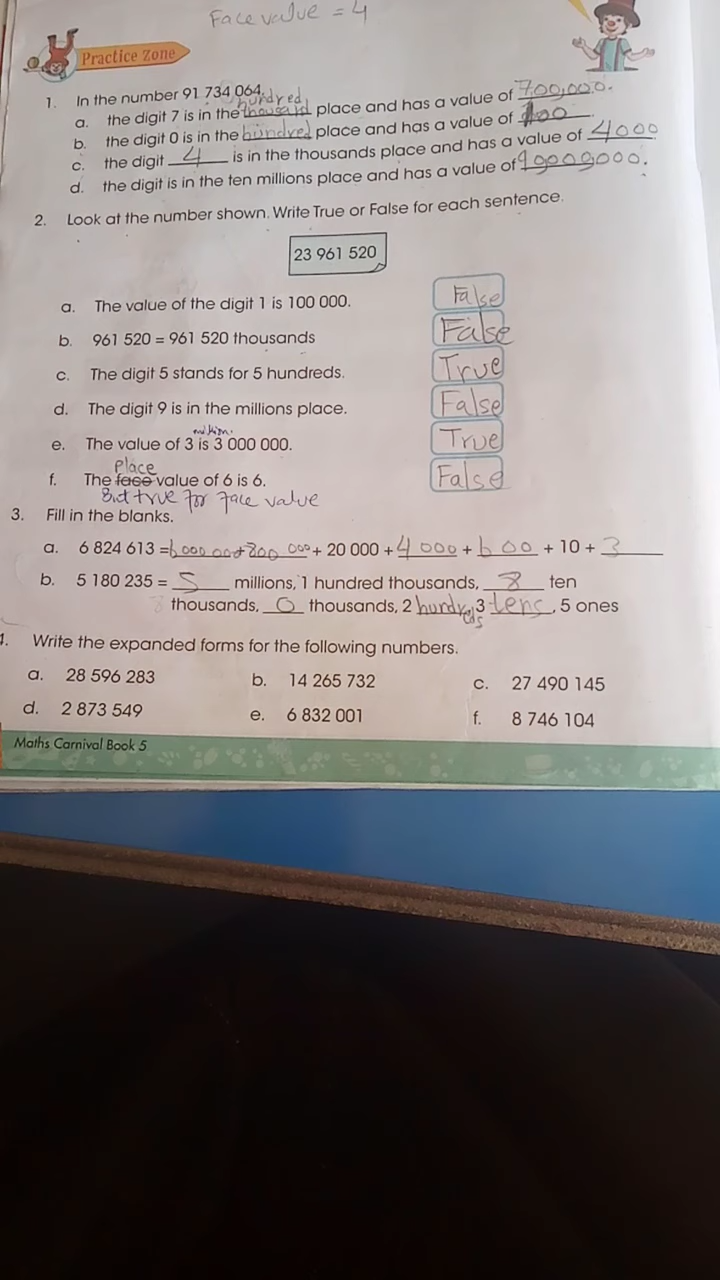 Face value = 4
Practice Zone
1. In the number 91 734 064,
a. the digit 7 is in the hundred thousand place and has a value of 700,000.
b. the digit 0 is in the hundred place and has a value of 100.
c. the digit 4 is in the thousands place and has a value of 4000
d. the digit is in the ten millions place and has a value of 90000000.
2. Look at the number shown. Write True or False for each sentence.
23 961 520
a. The value of the digit 1 is 100 000. False
b. 961 520 = 961 520 thousands False
c. The digit 5 stands for 5 hundreds. True
d. The digit 9 is in the millions place. False
million.
e. The value of 3 is 3 000 000. True
place
f. The face value of 6 is 6. False
But true for face value
3. Fill in the blanks.
a. 6 824 613 = 6 000 000 + 800 000 + 20 000 + 4 000 + 600 + 10 + 3
b. 5 180 235 = 5 millions, 1 hundred thousands, 8 ten
thousands, 0 thousands, 2 hundreds, 3 tens, 5 ones
4. Write the expanded forms for the following numbers.
a. 28 596 283 b. 14 265 732 c. 27 490 145
d. 2 873 549 e. 6 832 001 f. 8 746 104
Maths Carnival Book 5